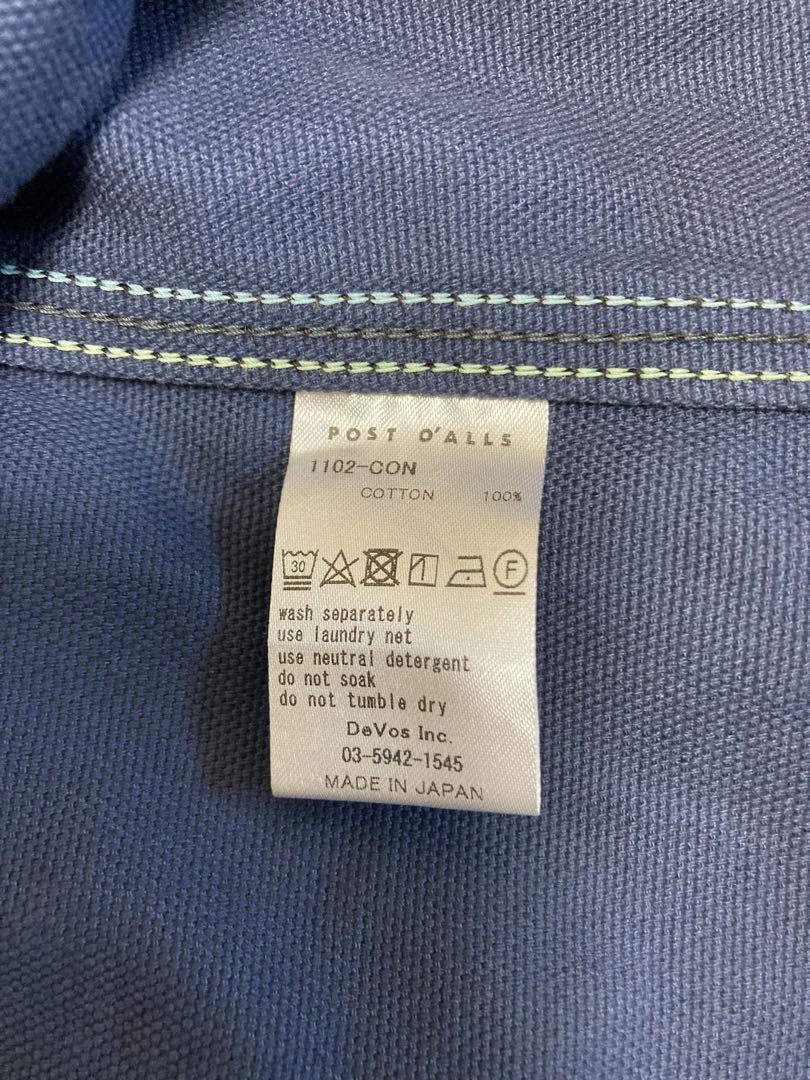 POST O'ALLS
1102-CON
COTTON 100%
30 F
wash separately
use laundry net
use neutral detergent
do not soak
do not tumble dry
DeVos Inc.
03-5942-1545
MADE IN JAPAN